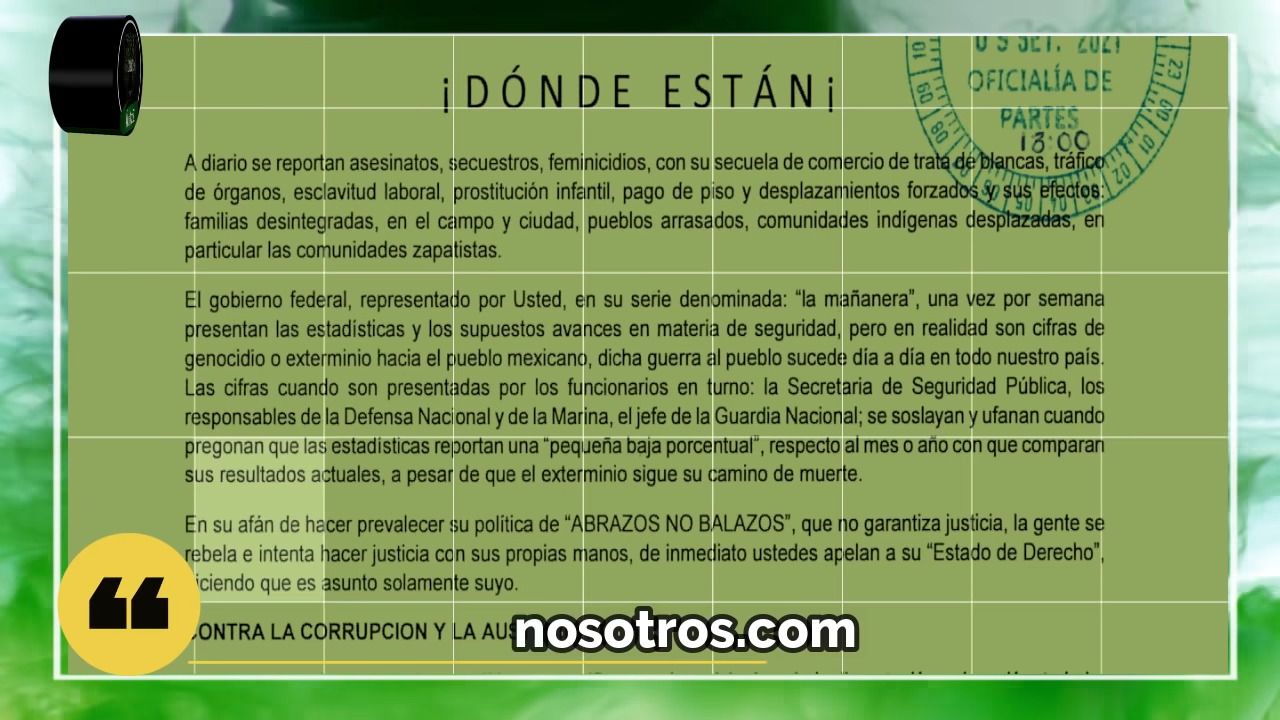 0 9 SET. 2021
OFICIALÍA DE
PARTES
18:00
¡DÓNDE ESTÁN¡
A diario se reportan asesinatos, secuestros, feminicidios, con su secuela de comercio de trata de blancas, tráfico
de órganos, esclavitud laboral, prostitución infantil, pago de piso y desplazamientos forzados y sus efectos:
familias desintegradas, en el campo y ciudad, pueblos arrasados, comunidades indígenas desplazadas, en
particular las comunidades zapatistas.
El gobierno federal, representado por Usted, en su serie denominada: “la mañanera”, una vez por semana
presentan las estadísticas y los supuestos avances en materia de seguridad, pero en realidad son cifras de
genocidio o exterminio hacia el pueblo mexicano, dicha guerra al pueblo sucede día a día en todo nuestro país.
Las cifras cuando son presentadas por los funcionarios en turno: la Secretaria de Seguridad Pública, los
responsables de la Defensa Nacional y de la Marina, el jefe de la Guardia Nacional; se soslayan y ufanan cuando
pregonan que las estadísticas reportan una “pequeña baja porcentual”, respecto al mes o año con que comparan
sus resultados actuales, a pesar de que el exterminio sigue su camino de muerte.
En su afán de hacer prevalecer su política de “ABRAZOS NO BALAZOS”, que no garantiza justicia, la gente se
rebela e intenta hacer justicia con sus propias manos, de inmediato ustedes apelan a su “Estado de Derecho”,
iciendo que es asunto solamente suyo.
ONTRA LA CORRUPCION Y LA AUS
nosotros.com